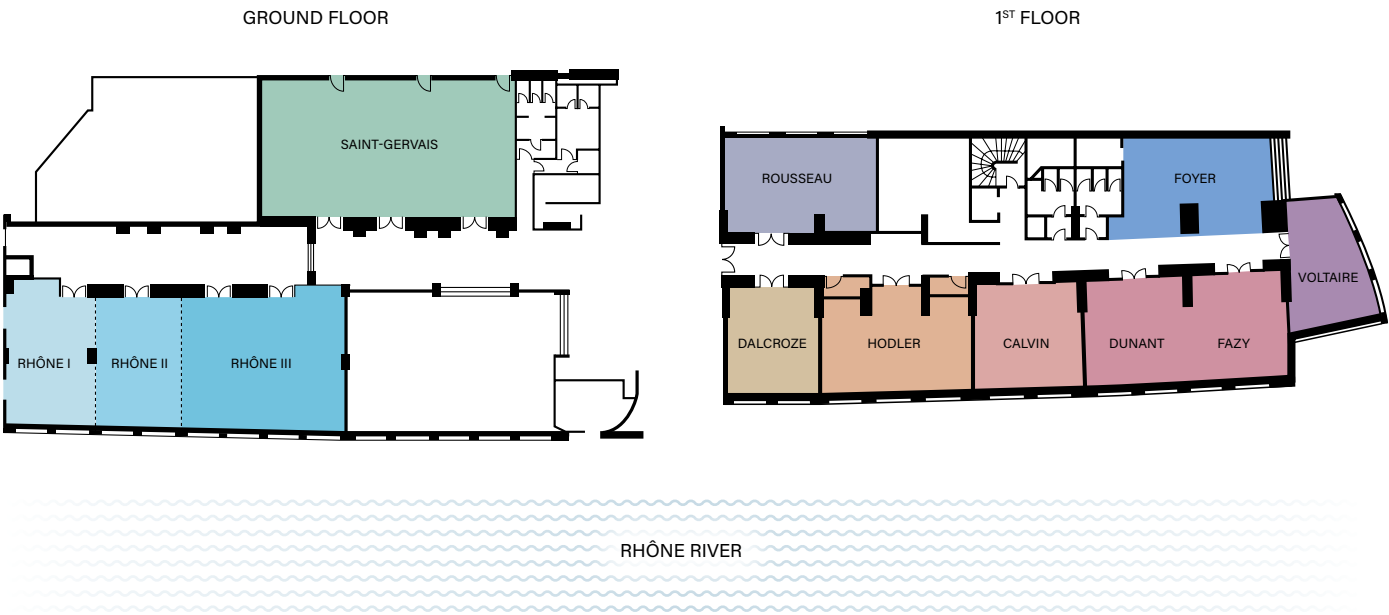 GROUND FLOOR
1ST FLOOR
SAINT-GERVAIS
RHÔNE I
RHÔNE II
RHÔNE III
ROUSSEAU
FOYER
VOLTAIRE
DALCROZE
HODLER
CALVIN
DUNANT
FAZY
RHÔNE RIVER